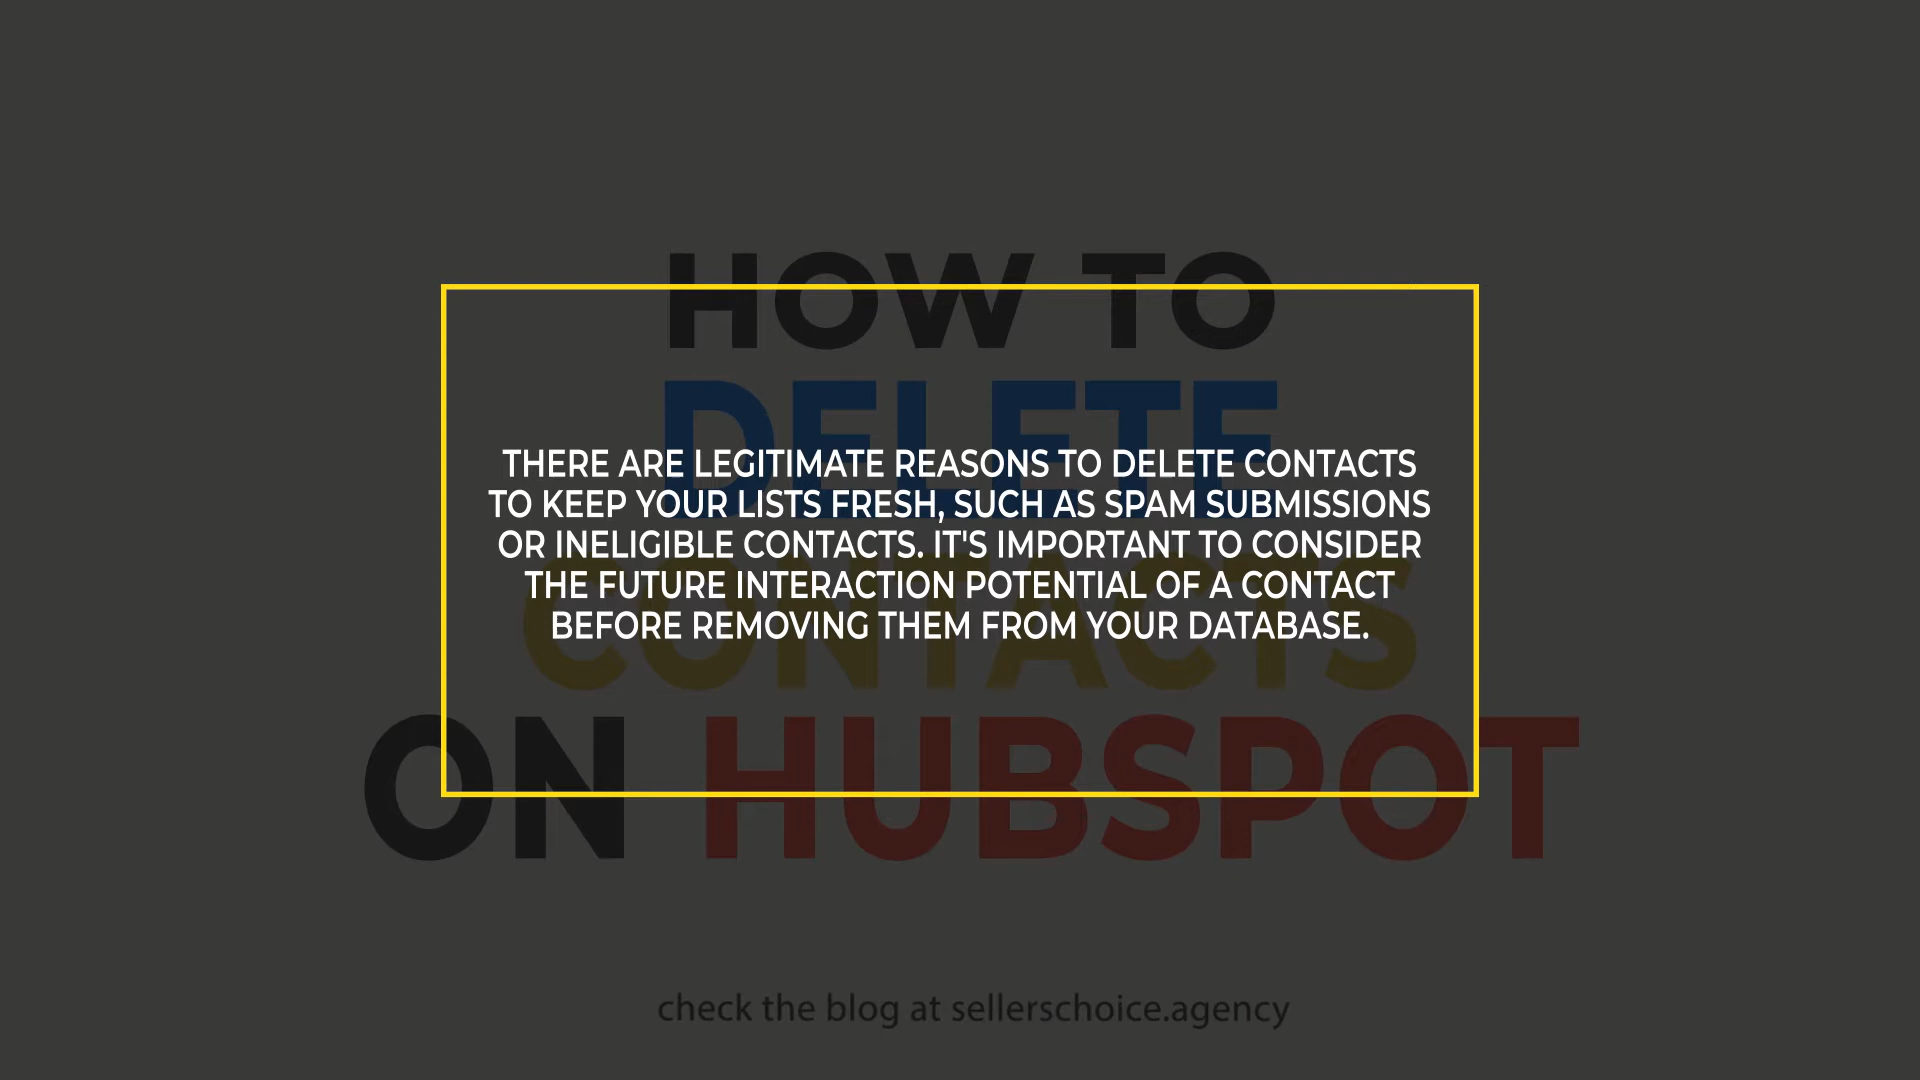 HOW TO
DELETE
THERE ARE LEGITIMATE REASONS TO DELETE CONTACTS
TO KEEP YOUR LISTS FRESH, SUCH AS SPAM SUBMISSIONS
OR INELIGIBLE CONTACTS. IT'S IMPORTANT TO CONSIDER
THE FUTURE INTERACTION POTENTIAL OF A CONTACT
BEFORE REMOVING THEM FROM YOUR DATABASE.
CONTACTS
ON HUBSPOT
check the blog at sellerschoice.agency